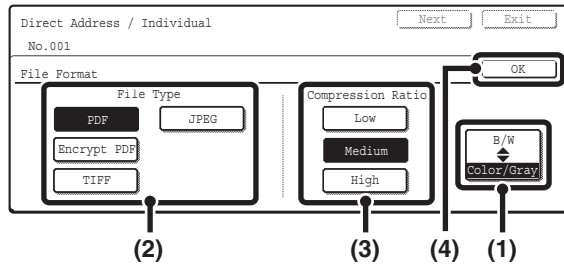 Direct Address / Individual
Next
Exit
No.001
File Format
OK
File Type
Compression Ratio
PDF
JPEG
Low
B/W
Encrypt PDF
Medium
Color/Gray
TIFF
High
(2)
(3)
(4)
(1)